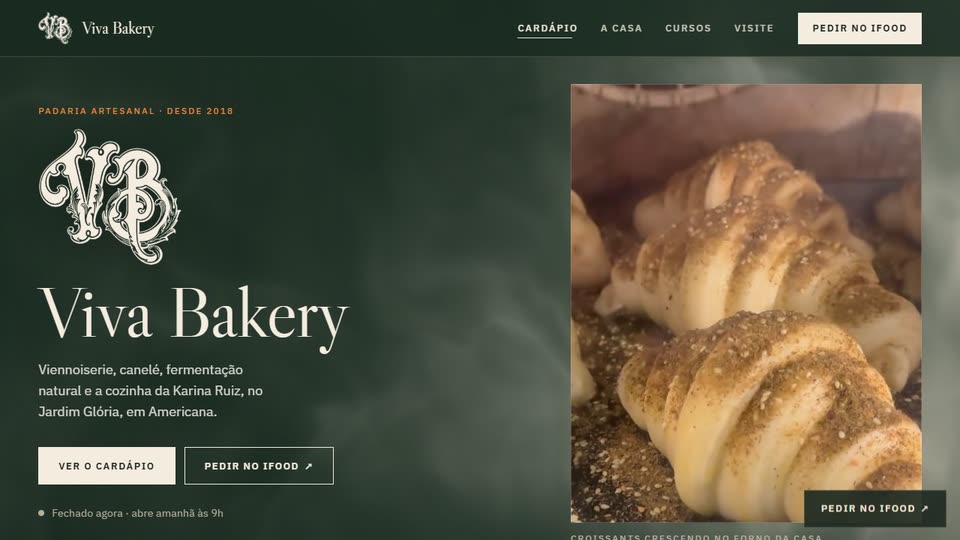 VB
Viva Bakery
CARDÁPIO
A CASA
CURSOS
VISITE
PEDIR NO IFOOD
PADARIA ARTESANAL · DESDE 2018
VB
Viva Bakery
Viennoiserie, canelé, fermentação
natural e a cozinha da Karina Ruiz, no
Jardim Glória, em Americana.
VER O CARDÁPIO
PEDIR NO IFOOD ↗
Fechado agora · abre amanhã às 9h
PEDIR NO IFOOD ↗
CROISSANTS CRESCENDO NO FORNO DA CASA